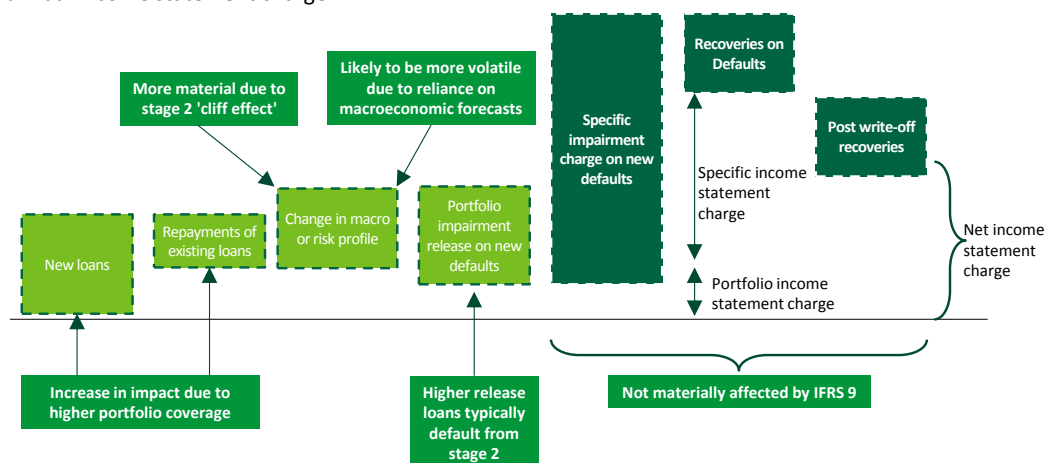 income statement charge
More material due to
stage 2 'cliff effect'
Likely to be more volatile
due to reliance on
macroeconomic forecasts
Recoveries on
Defaults
Specific
impairment
charge on new
defaults
Post write-off
recoveries
Specific income
statement
charge
New loans
Repayments of
existing loans
Change in macro
or risk profile
Portfolio
impairment
release on new
defaults
Net income
statement
charge
Portfolio income
statement charge
Increase in impact due to
higher portfolio coverage
Higher release
loans typically
default from
stage 2
Not materially affected by IFRS 9